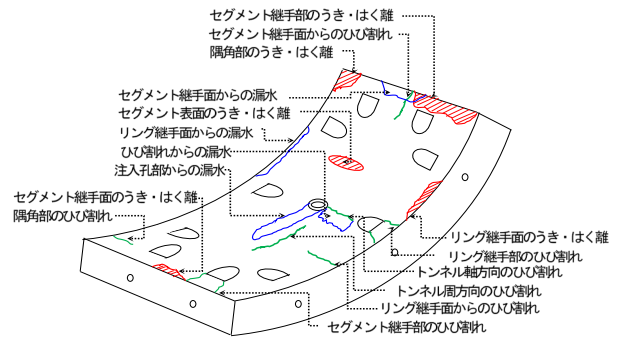 セグメント継手部のうき・はく離
セグメント継手面からのひび割れ
隅角部のうき・はく離
セグメント継手面からの漏水
セグメント表面のうき・はく離
リング継手面からの漏水
ひび割れからの漏水
注入孔部からの漏水
セグメント継手面のうき・はく離
隅角部のひび割れ
リング継手面のうき・はく離
リング継手部のひび割れ
トンネル軸方向のひび割れ
トンネル周方向のひび割れ
リング継手面からのひび割れ
セグメント継手部のひび割れ